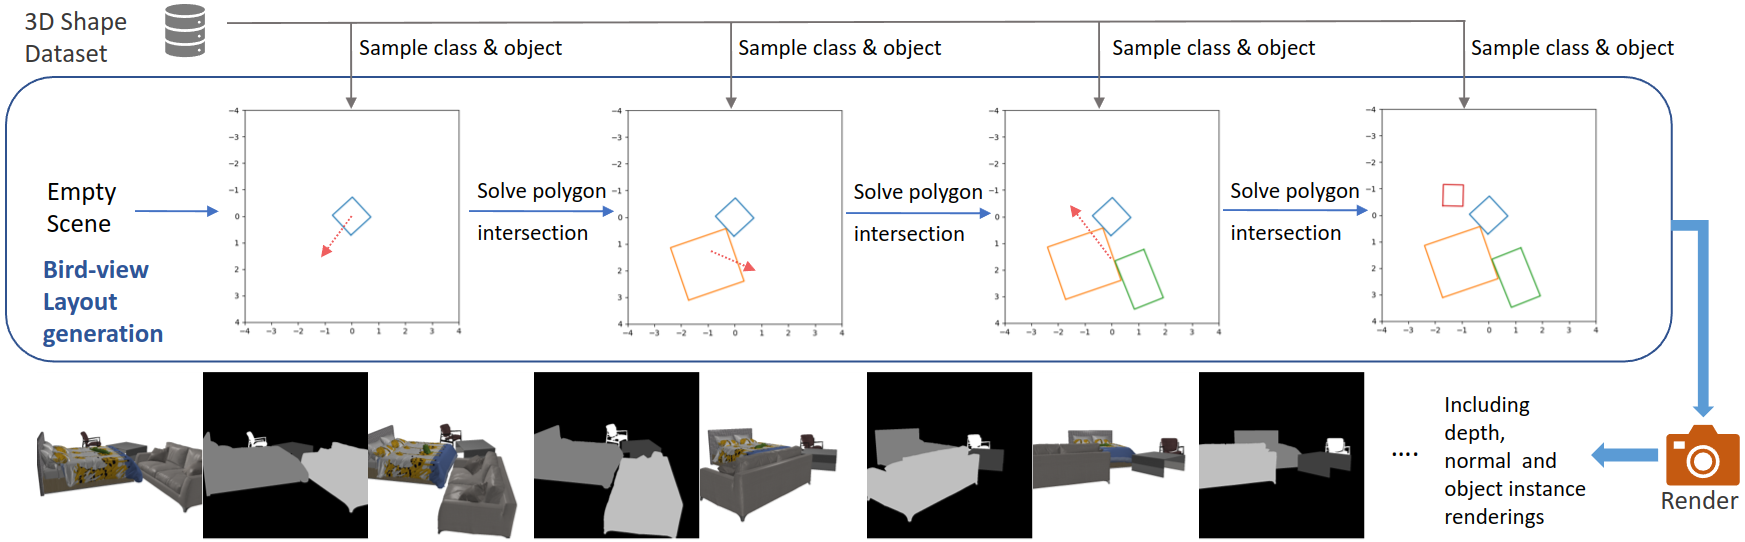 3D Shape
Dataset
Sample class & object
Sample class & object
Sample class & object
Sample class & object
Empty
Scene
Bird-view
Layout
generation
−4
−3
−2
−1
0
1
2
3
4
−4 −3 −2 −1 0 1 2 3 4
Solve polygon
intersection
−4
−3
−2
−1
0
1
2
3
4
−4 −3 −2 −1 0 1 2 3 4
Solve polygon
intersection
−4
−3
−2
−1
0
1
2
3
4
−4 −3 −2 −1 0 1 2 3 4
Solve polygon
intersection
−4
−3
−2
−1
0
1
2
3
4
−4 −3 −2 −1 0 1 2 3 4
....
Including
depth,
normal and
object instance
renderings
Render